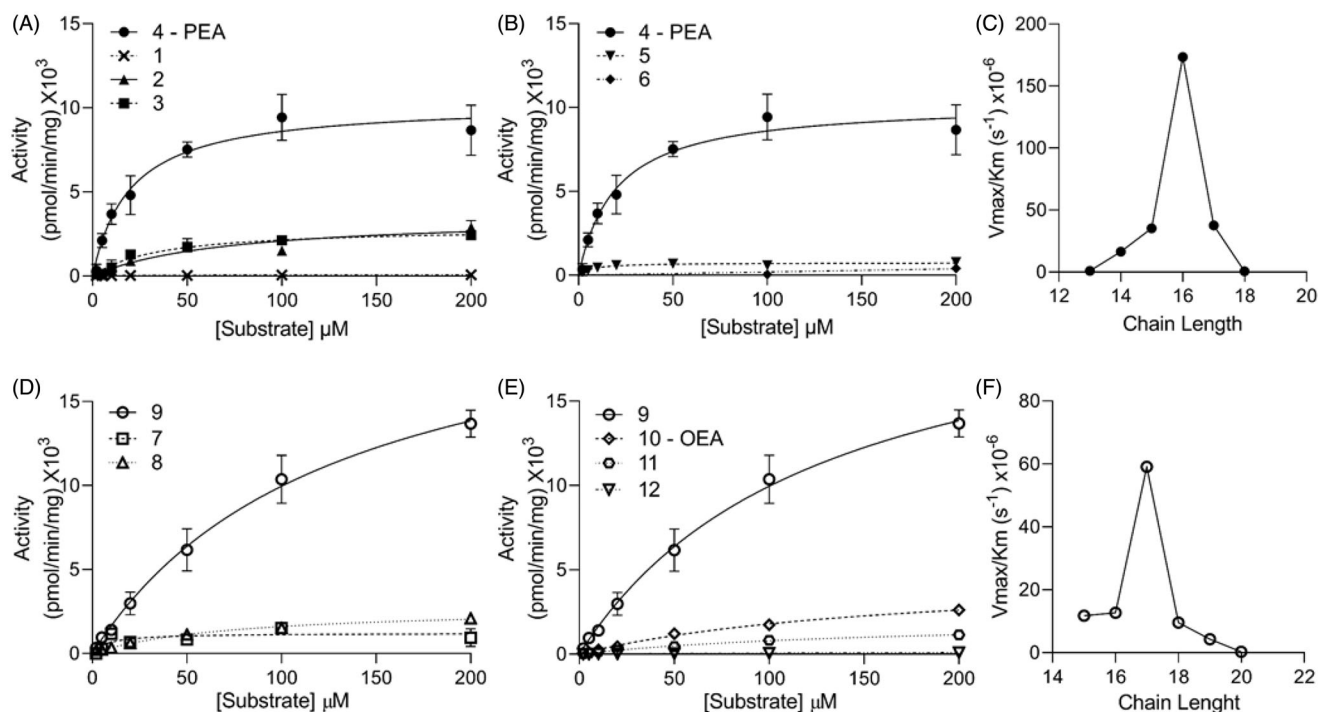 (A)
15
10
5
0
Activity
(pmol/min/mg) X10³
4 - PEA
1
2
3
0 50 100 150 200
[Substrate] µM
(B)
15
10
5
0
Activity
(pmol/min/mg) X10³
4 - PEA
5
6
0 50 100 150 200
[Substrate] µM
(C)
200
150
100
50
0
Vmax/Km (s⁻¹) x10⁻⁶
12 14 16 18 20
Chain Length
(D)
15
10
5
0
Activity
(pmol/min/mg) X10³
9
7
8
0 50 100 150 200
[Substrate] µM
(E)
15
10
5
0
Activity
(pmol/min/mg) X10³
9
10 - OEA
11
12
0 50 100 150 200
[Substrate] µM
(F)
80
60
40
20
0
Vmax/Km (s⁻¹) x10⁻⁶
14 16 18 20 22
Chain Lenght